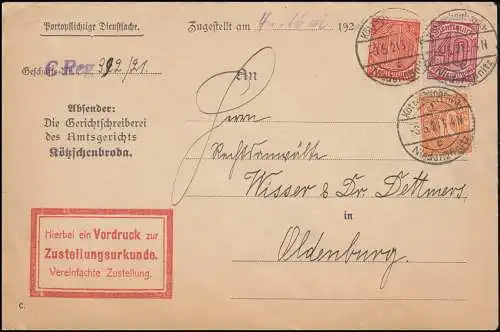 Portopflichtige Dienstsache.
Zugestellt am 192
Geschäfts-
C Reg 392/21.
An
Absender:
Die Gerichtschreiberei
des Amtsgerichts
Kötzschenbroda.
Herrn
Rechtsanwälte
Wisser & Dr. Dettmers
in
Oldenburg.
Hierbei ein Vordruck zur
Zustellungsurkunde.
Vereinfachte Zustellung.
C.